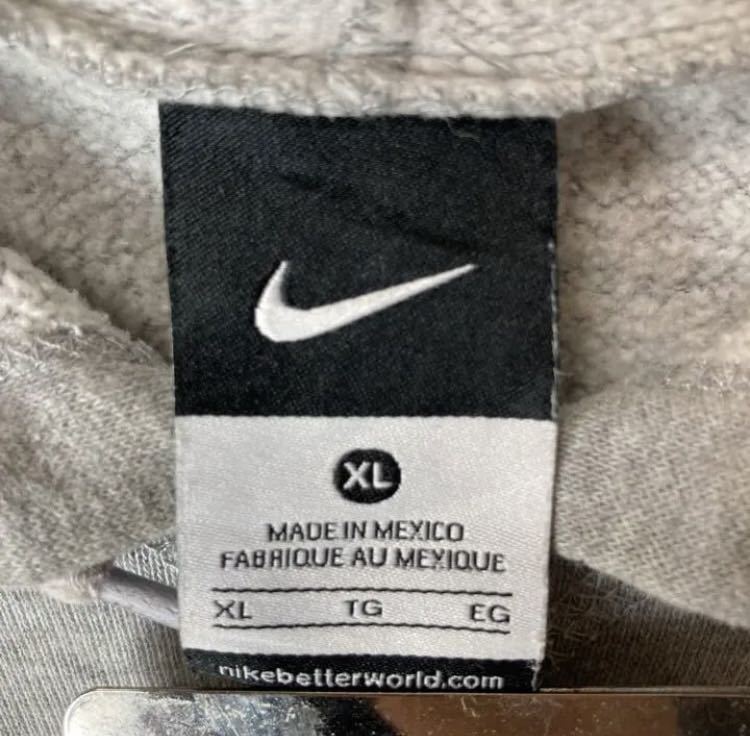 XL
MADE IN MEXICO
FABRIQUE AU MEXIQUE
XL TG EG
nikebetterworld.com